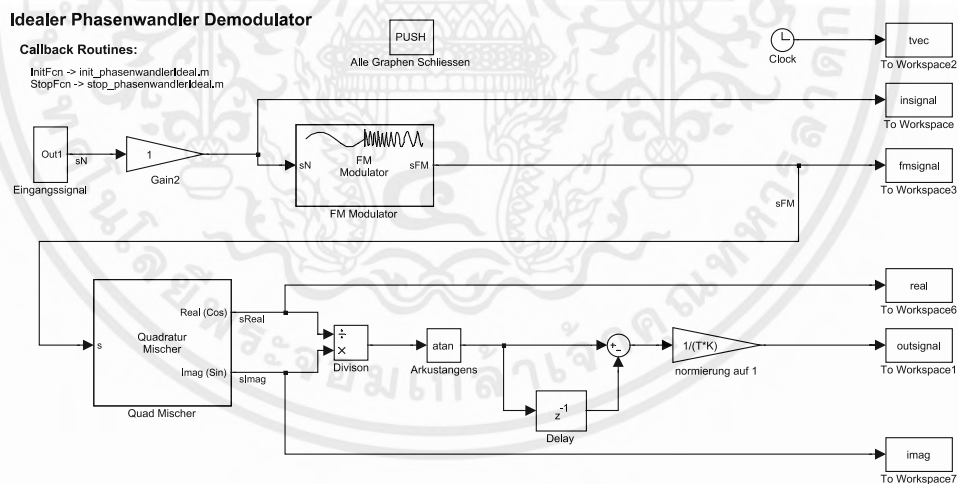 Idealer Phasenwandler Demodulator
Callback Routines:
InitFcn -> init_phasenwandlerIdeal.m
StopFcn -> stop_phasenwandlerIdeal.m
PUSH
Alle Graphen Schliessen
Clock
tvec
To Workspace2
insignal
To Workspace
Out1
sN
Eingangssignal
1
Gain2
sN
FM
Modulator
sFM
FM Modulator
fmsignal
To Workspace3
sFM
s
Quadratur
Mischer
Real (Cos)
Imag (Sin)
Quad Mischer
sReal
sImag
÷
×
Divison
atan
Arkustangens
z-1
Delay
+
-
1/(T*K)
normierung auf 1
real
To Workspace6
outsignal
To Workspace1
imag
To Workspace7